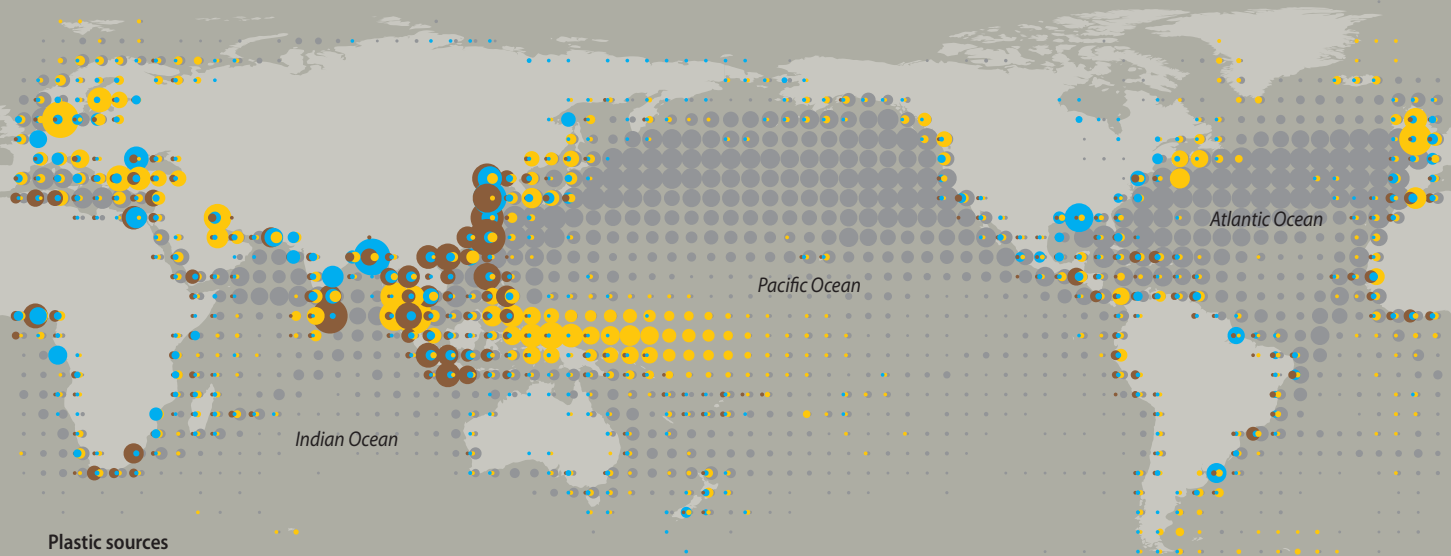 Atlantic Ocean
Pacific Ocean
Indian Ocean
Plastic sources